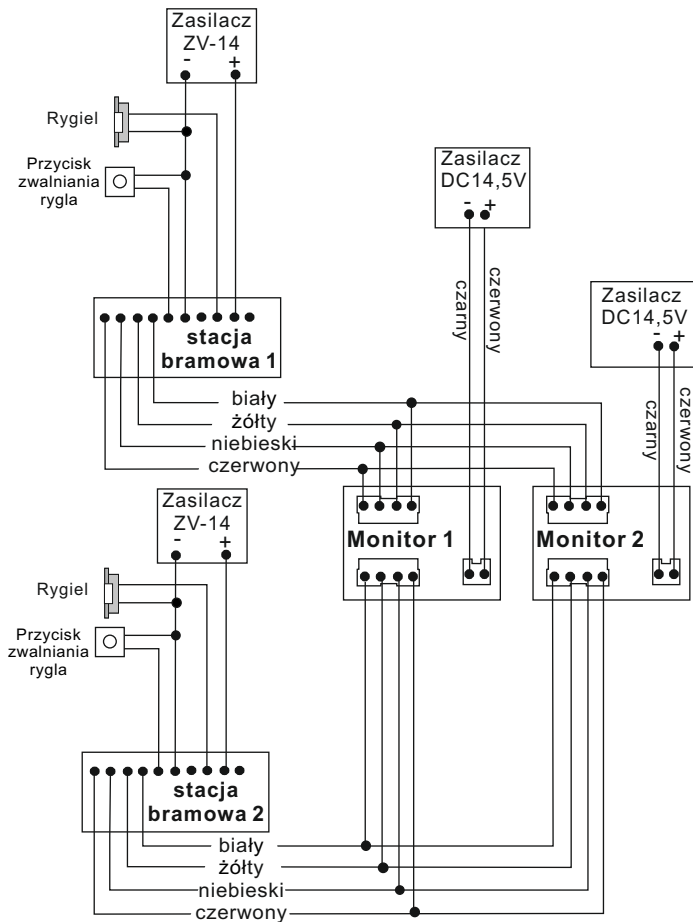 Zasilacz
ZV-14
- +
Rygiel
Przycisk
zwalniania
rygla
Zasilacz
DC14,5V
- +
czarny
czerwony
Zasilacz
DC14,5V
- +
czarny
czerwony
stacja
bramowa 1
biały
żółty
niebieski
czerwony
Zasilacz
ZV-14
- +
Monitor 1
Monitor 2
Rygiel
Przycisk
zwalniania
rygla
stacja
bramowa 2
biały
żółty
niebieski
czerwony